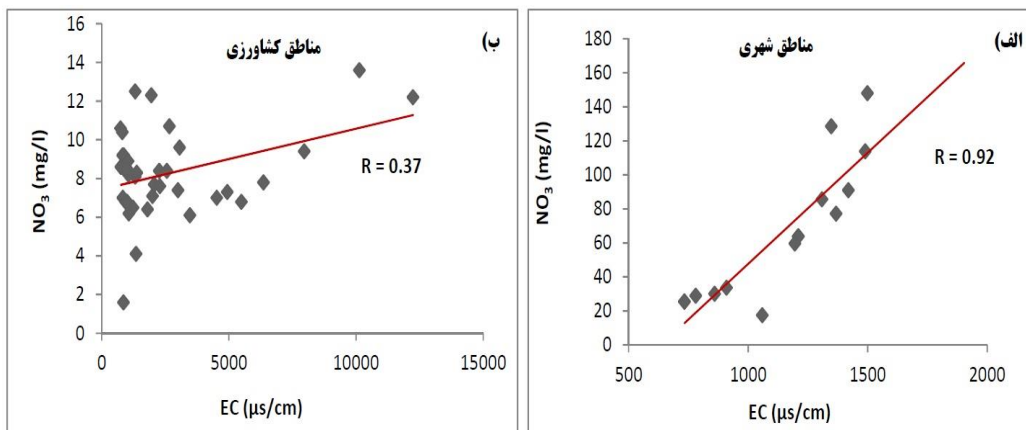 الف)
مناطق شهری
180
160
140
120
100
80
60
40
20
0
NO₃ (mg/l)
R = 0.92
500 1000 1500 2000
EC (µs/cm)
ب)
مناطق کشاورزی
16
14
12
10
8
6
4
2
0
NO₃ (mg/l)
R = 0.37
0 5000 10000 15000
EC (µs/cm)